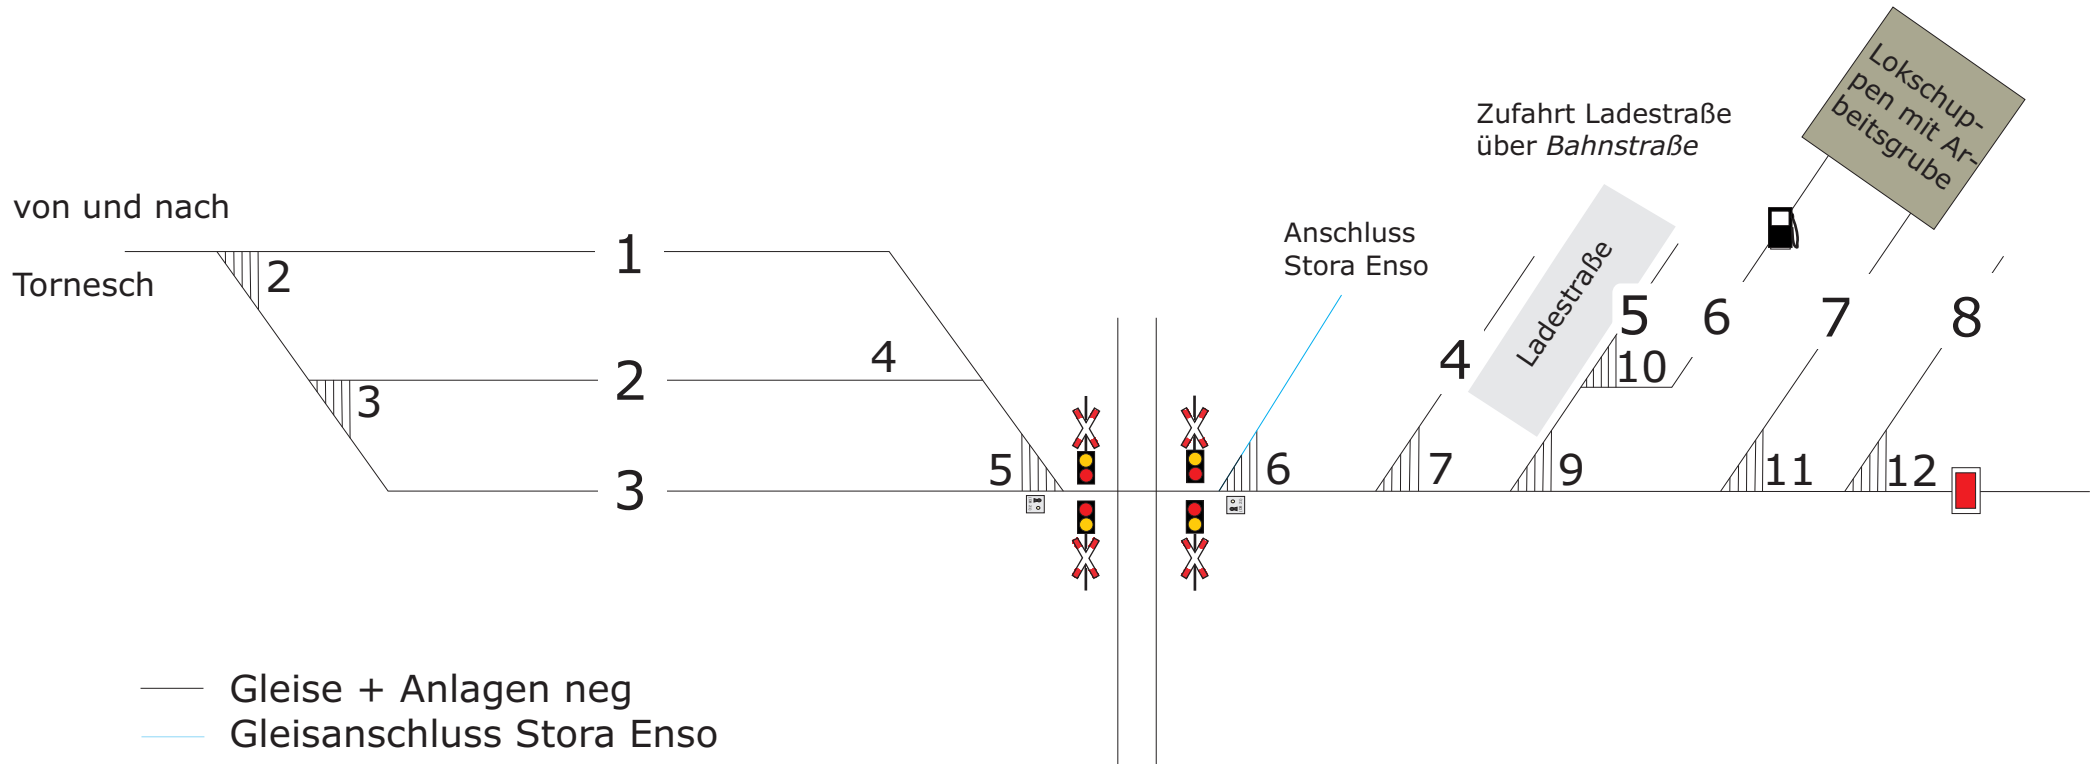 von und nach
Tornesch
1
2
3
2
3
4
5
Anschluss
Stora Enso
Zufahrt Ladestraße
über Bahnstraße
Ladestraße
Lokschup-
pen mit Ar-
beitsgrube
4
5
6
7
8
10
6
7
9
11
12
Gleise + Anlagen neg
Gleisanschluss Stora Enso